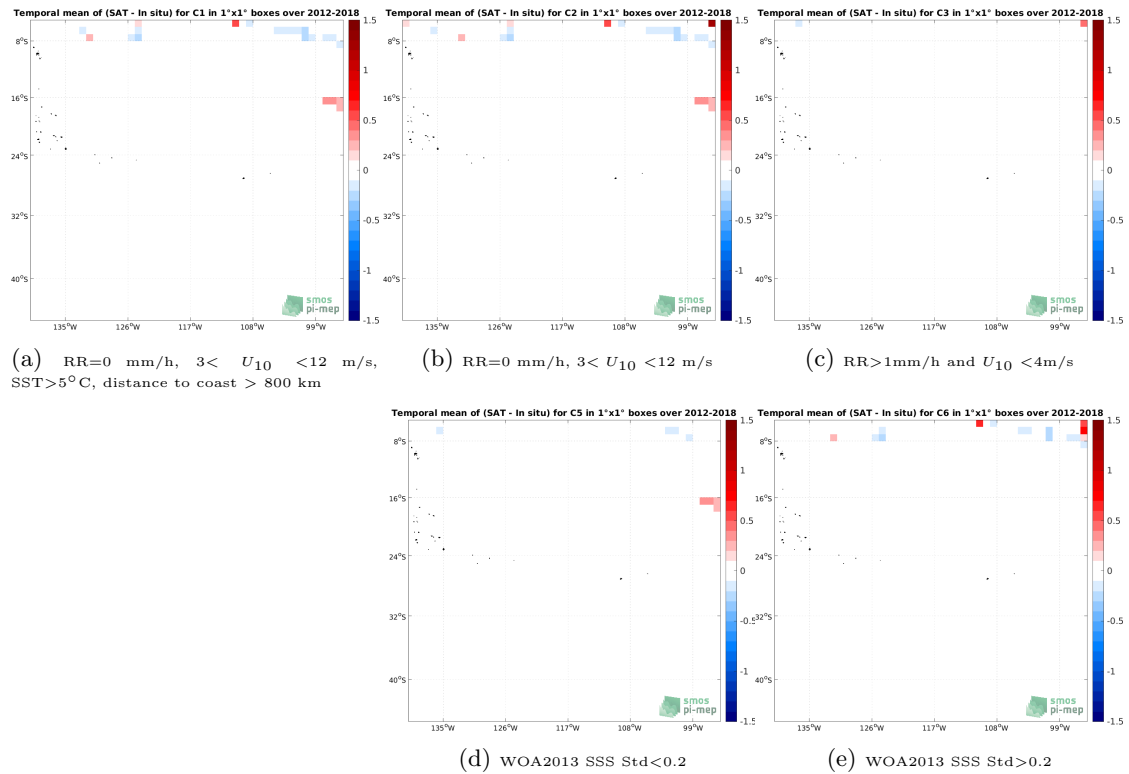 Temporal mean of (SAT - In situ) for C1 in 1°x1° boxes over 2012-2018
8°S
16°S
24°S
32°S
40°S
135°W 126°W 117°W 108°W 99°W
1.5
1
0.5
0
-0.5
-1
-1.5
smos
pi-mep
(a) RR=0 mm/h, 3< U10 <12 m/s,
SST>5°C, distance to coast > 800 km
Temporal mean of (SAT - In situ) for C2 in 1°x1° boxes over 2012-2018
8°S
16°S
24°S
32°S
40°S
135°W 126°W 117°W 108°W 99°W
1.5
1
0.5
0
-0.5
-1
-1.5
smos
pi-mep
(b) RR=0 mm/h, 3< U10 <12 m/s
Temporal mean of (SAT - In situ) for C3 in 1°x1° boxes over 2012-2018
8°S
16°S
24°S
32°S
40°S
135°W 126°W 117°W 108°W 99°W
1.5
1
0.5
0
-0.5
-1
-1.5
smos
pi-mep
(c) RR>1mm/h and U10 <4m/s
Temporal mean of (SAT - In situ) for C5 in 1°x1° boxes over 2012-2018
8°S
16°S
24°S
32°S
40°S
135°W 126°W 117°W 108°W 99°W
1.5
1
0.5
0
-0.5
-1
-1.5
smos
pi-mep
(d) WOA2013 SSS Std<0.2
Temporal mean of (SAT - In situ) for C6 in 1°x1° boxes over 2012-2018
8°S
16°S
24°S
32°S
40°S
135°W 126°W 117°W 108°W 99°W
1.5
1
0.5
0
-0.5
-1
-1.5
smos
pi-mep
(e) WOA2013 SSS Std>0.2